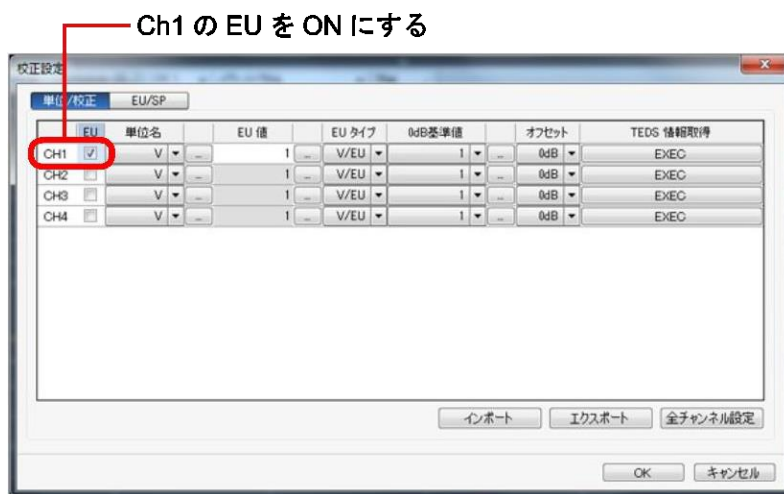 Ch1 の EU を ON にする
校正設定
単位/校正 EU/SP
EU 単位名 EU 値 EU タイプ 0dB基準値 オフセット TEDS 情報取得
CH1 V ... 1 ... V/EU 1 ... 0dB EXEC
CH2 V ... 1 ... V/EU 1 ... 0dB EXEC
CH3 V ... 1 ... V/EU 1 ... 0dB EXEC
CH4 V ... 1 ... V/EU 1 ... 0dB EXEC
インポート エクスポート 全チャンネル設定
OK キャンセル